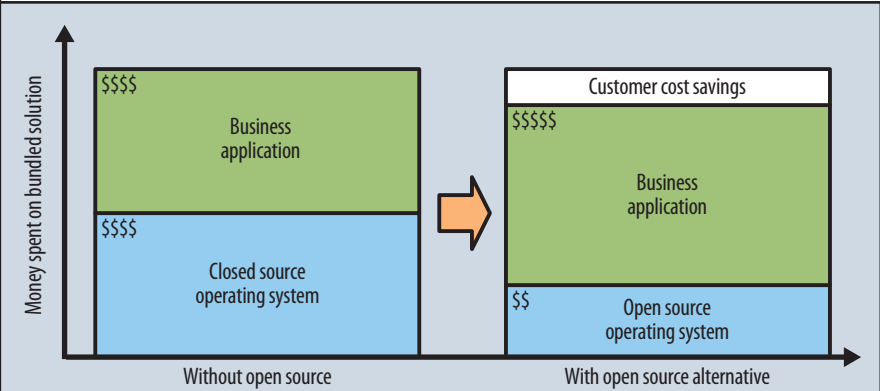 Money spent on bundled solution
$$$$
Business
application
$$$$
Closed source
operating system
Without open source
Customer cost savings
$$$$$
Business
application
$$
Open source
operating system
With open source alternative